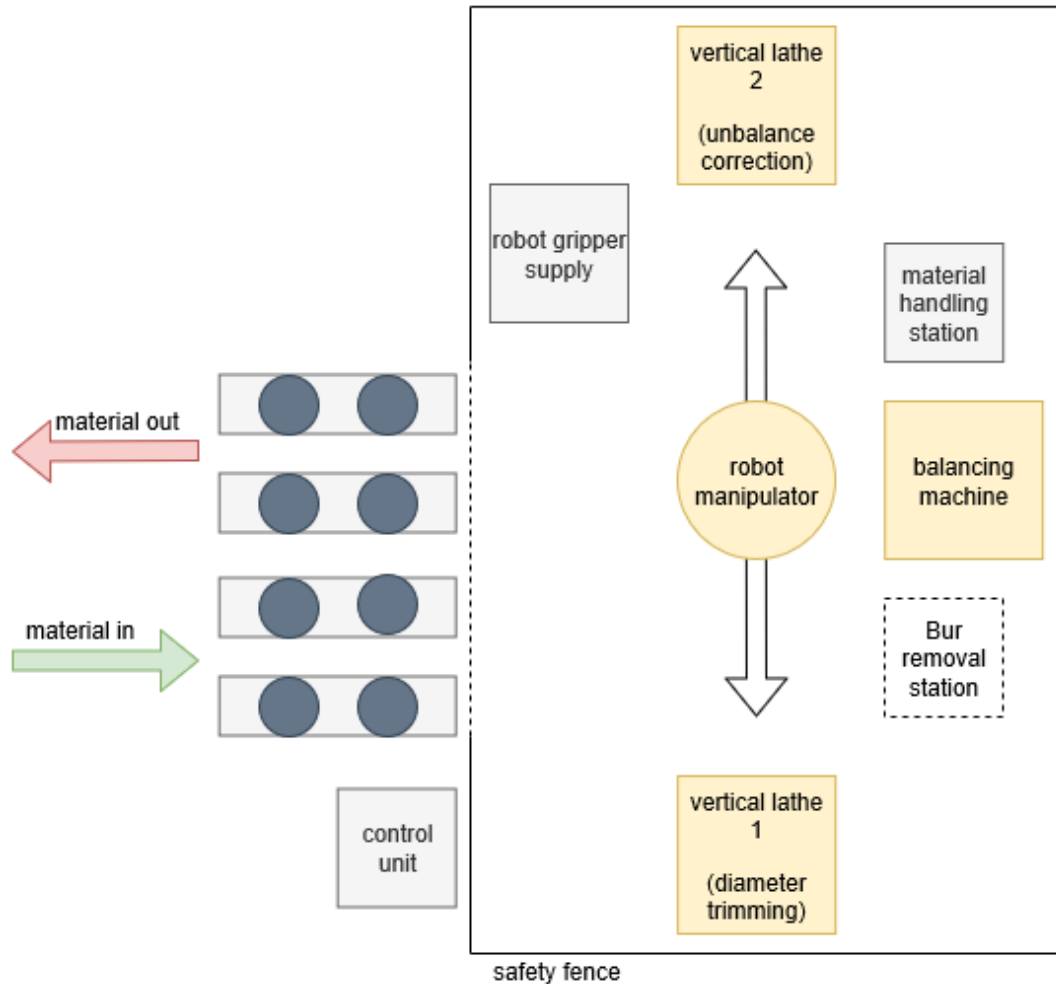 vertical lathe
2
(unbalance
correction)
robot gripper
supply
material
handling
station
material out
robot
manipulator
balancing
machine
material in
Bur
removal
station
control
unit
vertical lathe
1
(diameter
trimming)
safety fence